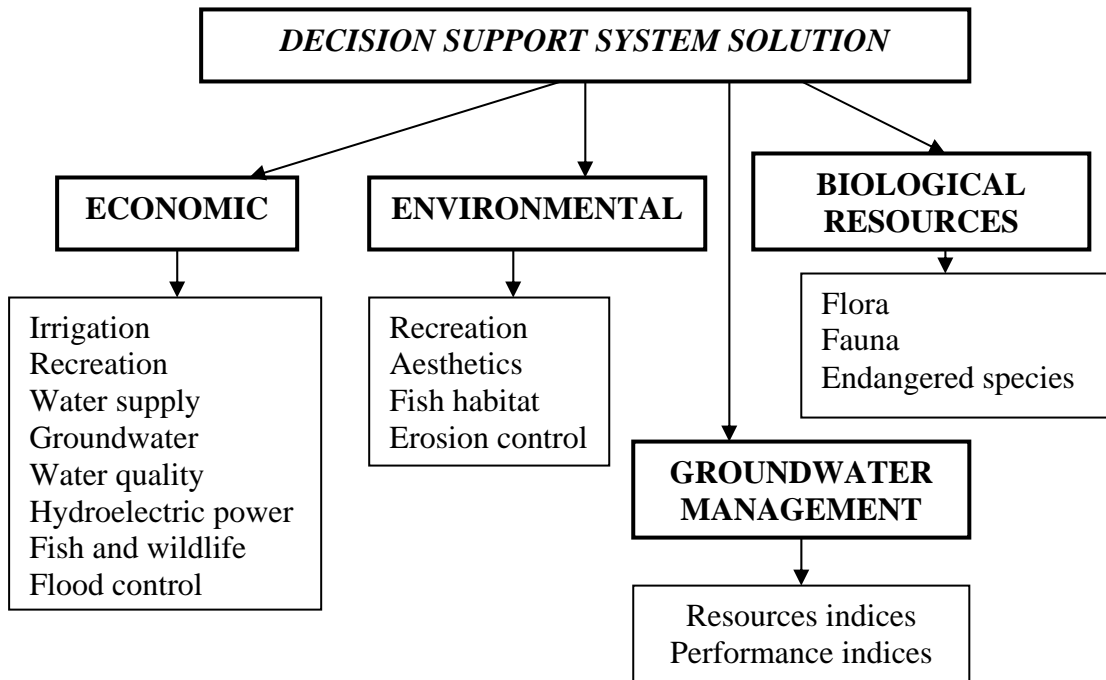 DECISION SUPPORT SYSTEM SOLUTION
ECONOMIC
Irrigation
Recreation
Water supply
Groundwater
Water quality
Hydroelectric power
Fish and wildlife
Flood control
ENVIRONMENTAL
Recreation
Aesthetics
Fish habitat
Erosion control
BIOLOGICAL
RESOURCES
Flora
Fauna
Endangered species
GROUNDWATER
MANAGEMENT
Resources indices
Performance indices